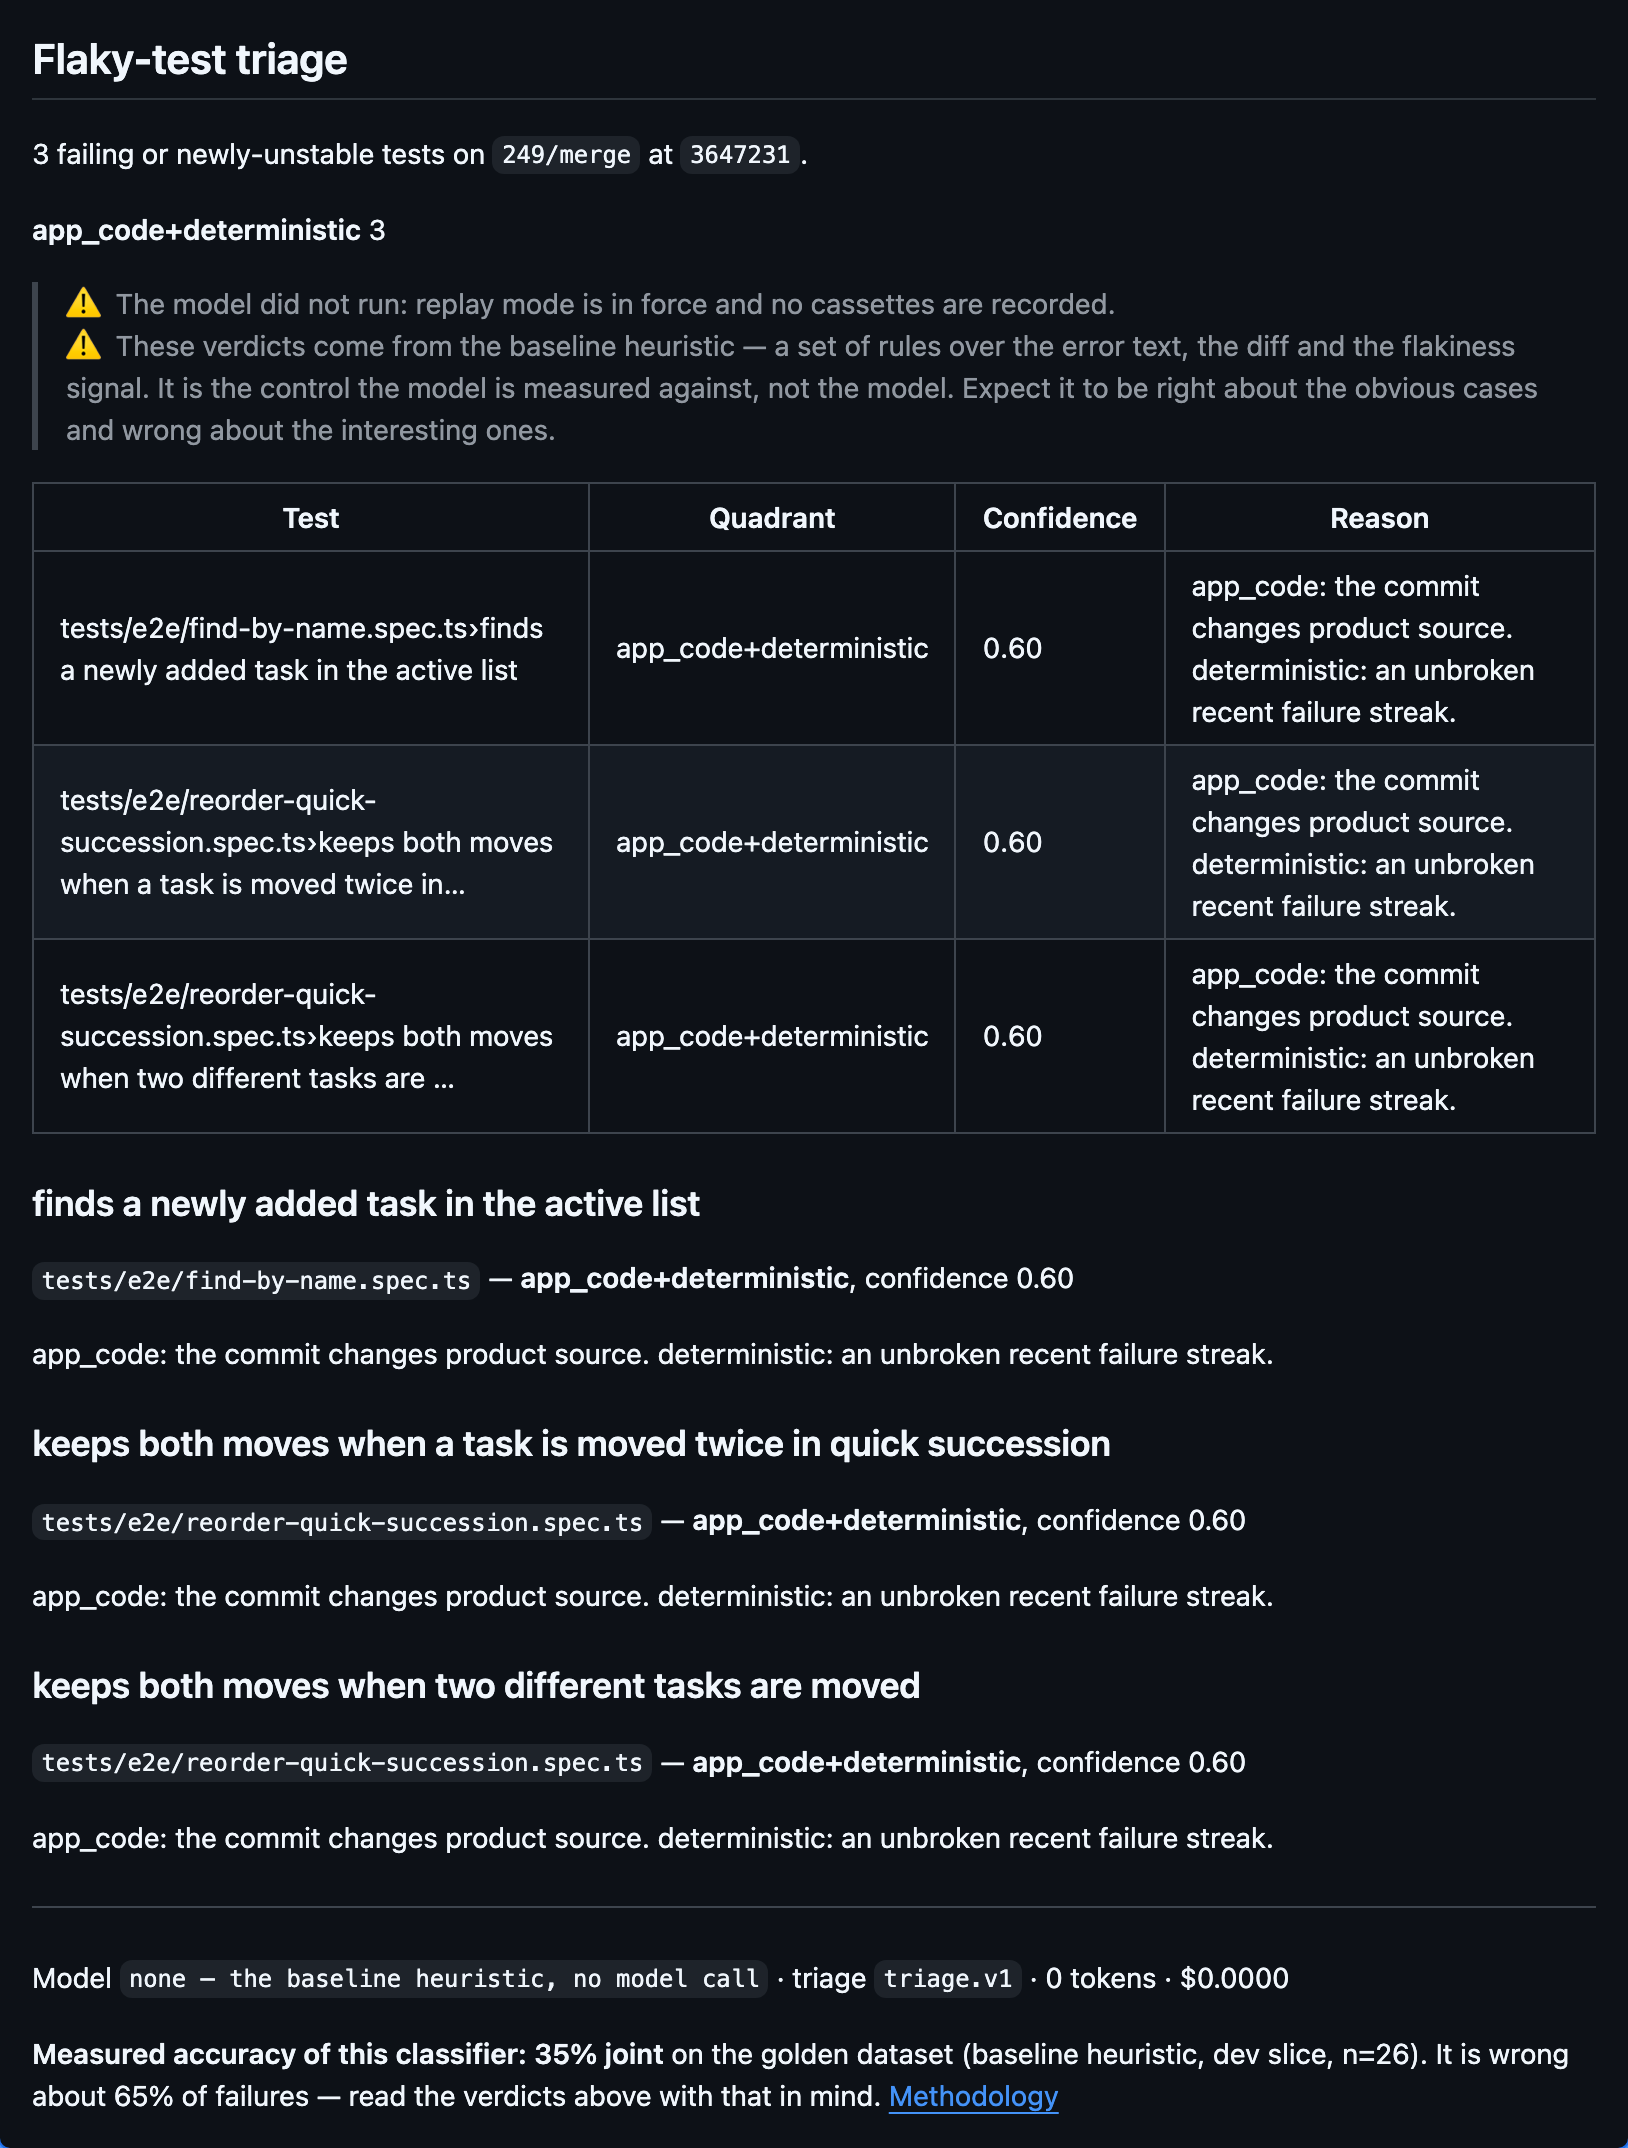 Flaky-test triage
3 failing or newly-unstable tests on 249/merge at 3647231.
app_code+deterministic 3
⚠️ The model did not run: replay mode is in force and no cassettes are recorded.
⚠️ These verdicts come from the baseline heuristic — a set of rules over the error text, the diff and the flakiness
signal. It is the control the model is measured against, not the model. Expect it to be right about the obvious cases
and wrong about the interesting ones.
Test Quadrant Confidence Reason
tests/e2e/find-by-name.spec.ts›finds
a newly added task in the active list
app_code+deterministic
0.60
app_code: the commit
changes product source.
deterministic: an unbroken
recent failure streak.
tests/e2e/reorder-quick-
succession.spec.ts›keeps both moves
when a task is moved twice in...
app_code+deterministic
0.60
app_code: the commit
changes product source.
deterministic: an unbroken
recent failure streak.
tests/e2e/reorder-quick-
succession.spec.ts›keeps both moves
when two different tasks are ...
app_code+deterministic
0.60
app_code: the commit
changes product source.
deterministic: an unbroken
recent failure streak.
finds a newly added task in the active list
tests/e2e/find-by-name.spec.ts — app_code+deterministic, confidence 0.60
app_code: the commit changes product source. deterministic: an unbroken recent failure streak.
keeps both moves when a task is moved twice in quick succession
tests/e2e/reorder-quick-succession.spec.ts — app_code+deterministic, confidence 0.60
app_code: the commit changes product source. deterministic: an unbroken recent failure streak.
keeps both moves when two different tasks are moved
tests/e2e/reorder-quick-succession.spec.ts — app_code+deterministic, confidence 0.60
app_code: the commit changes product source. deterministic: an unbroken recent failure streak.
Model none — the baseline heuristic, no model call · triage triage.v1 · 0 tokens · $0.0000
Measured accuracy of this classifier: 35% joint on the golden dataset (baseline heuristic, dev slice, n=26). It is wrong
about 65% of failures — read the verdicts above with that in mind. Methodology